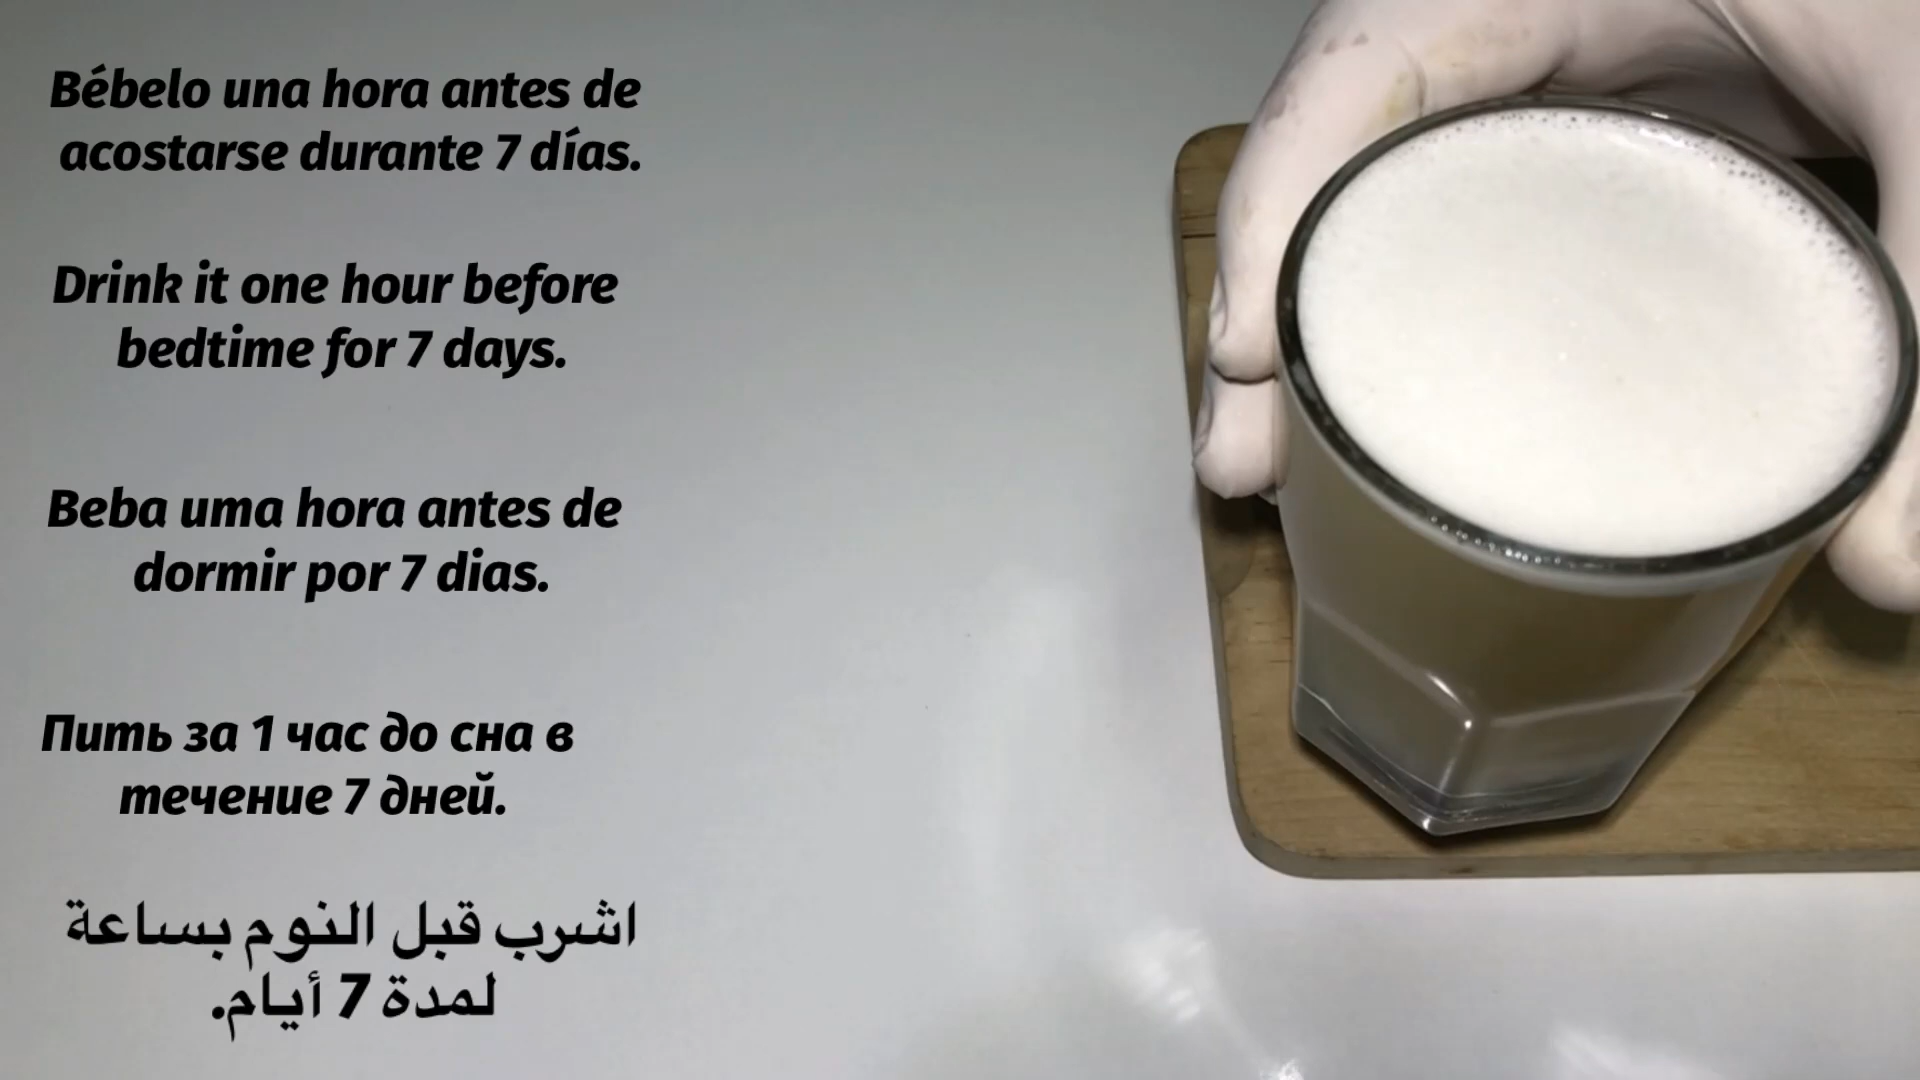 Bébelo una hora antes de
acostarse durante 7 días.
Drink it one hour before
bedtime for 7 days.
Beba uma hora antes de
dormir por 7 dias.
Пить за 1 час до сна в
течение 7 дней.
اشرب قبل النوم بساعة
لمدة 7 أيام.